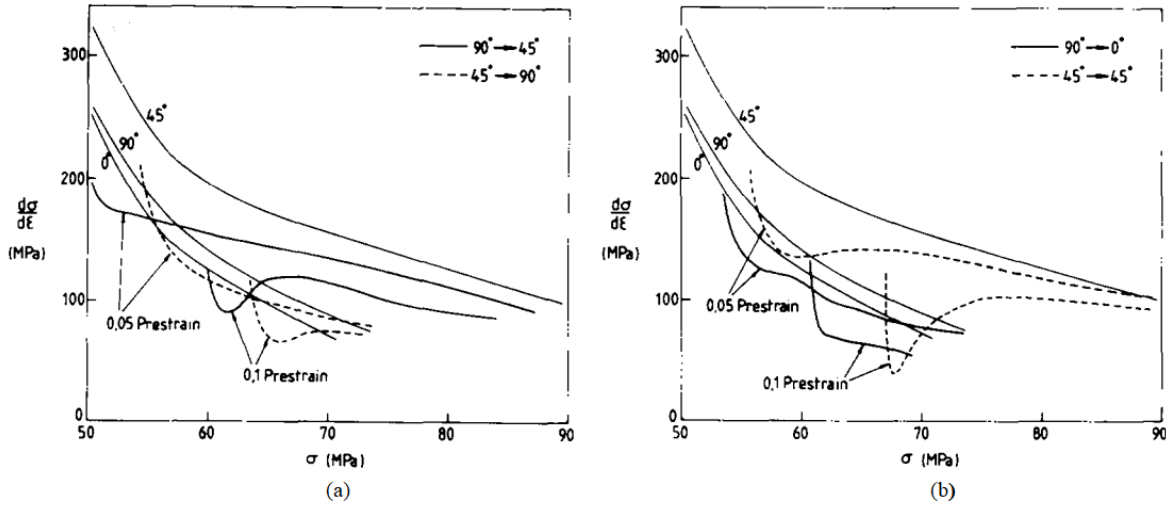 300
200
100
0
50
60
70
80
90
dσ
dε
(MPa)
σ (MPa)
90°→45°
45°→90°
45°
90°
0°
0,05 Prestrain
0,1 Prestrain
(a)
300
200
100
0
50
60
70
80
90
dσ
dε
(MPa)
σ (MPa)
90°→0°
45°→45°
45°
90°
0°
0,05 Prestrain
0,1 Prestrain
(b)